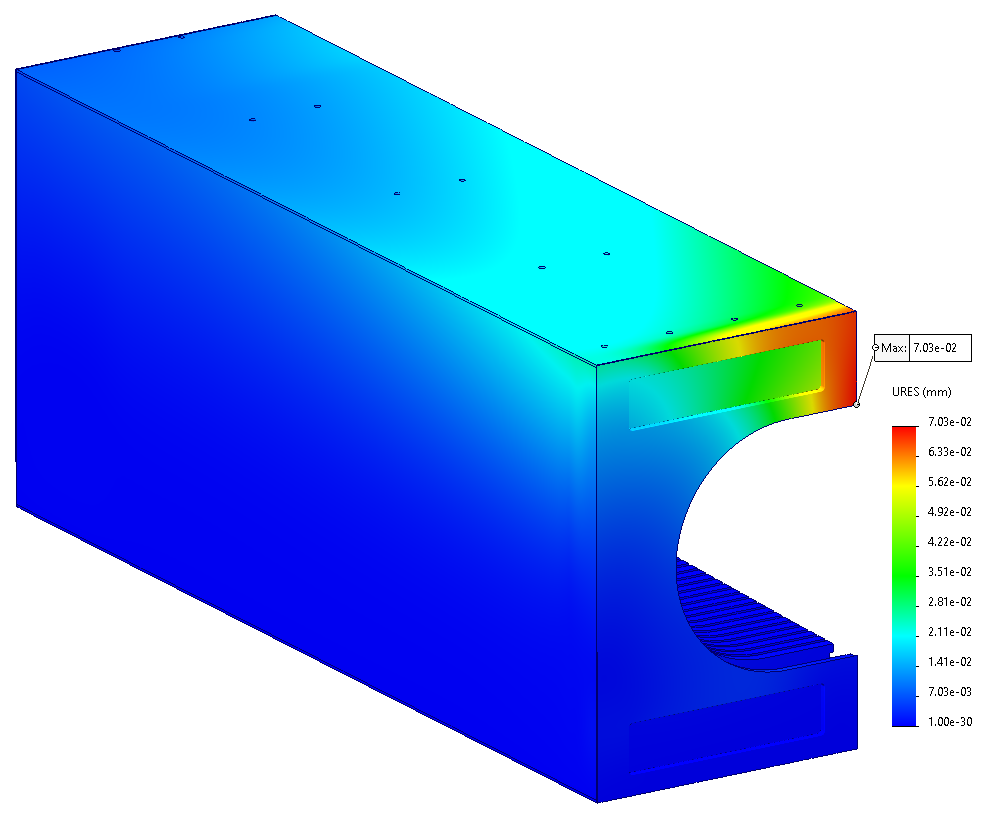 Max: 7.03e-02
URES (mm)
7.03e-02
6.33e-02
5.62e-02
4.92e-02
4.22e-02
3.51e-02
2.81e-02
2.11e-02
1.41e-02
7.03e-03
1.00e-30